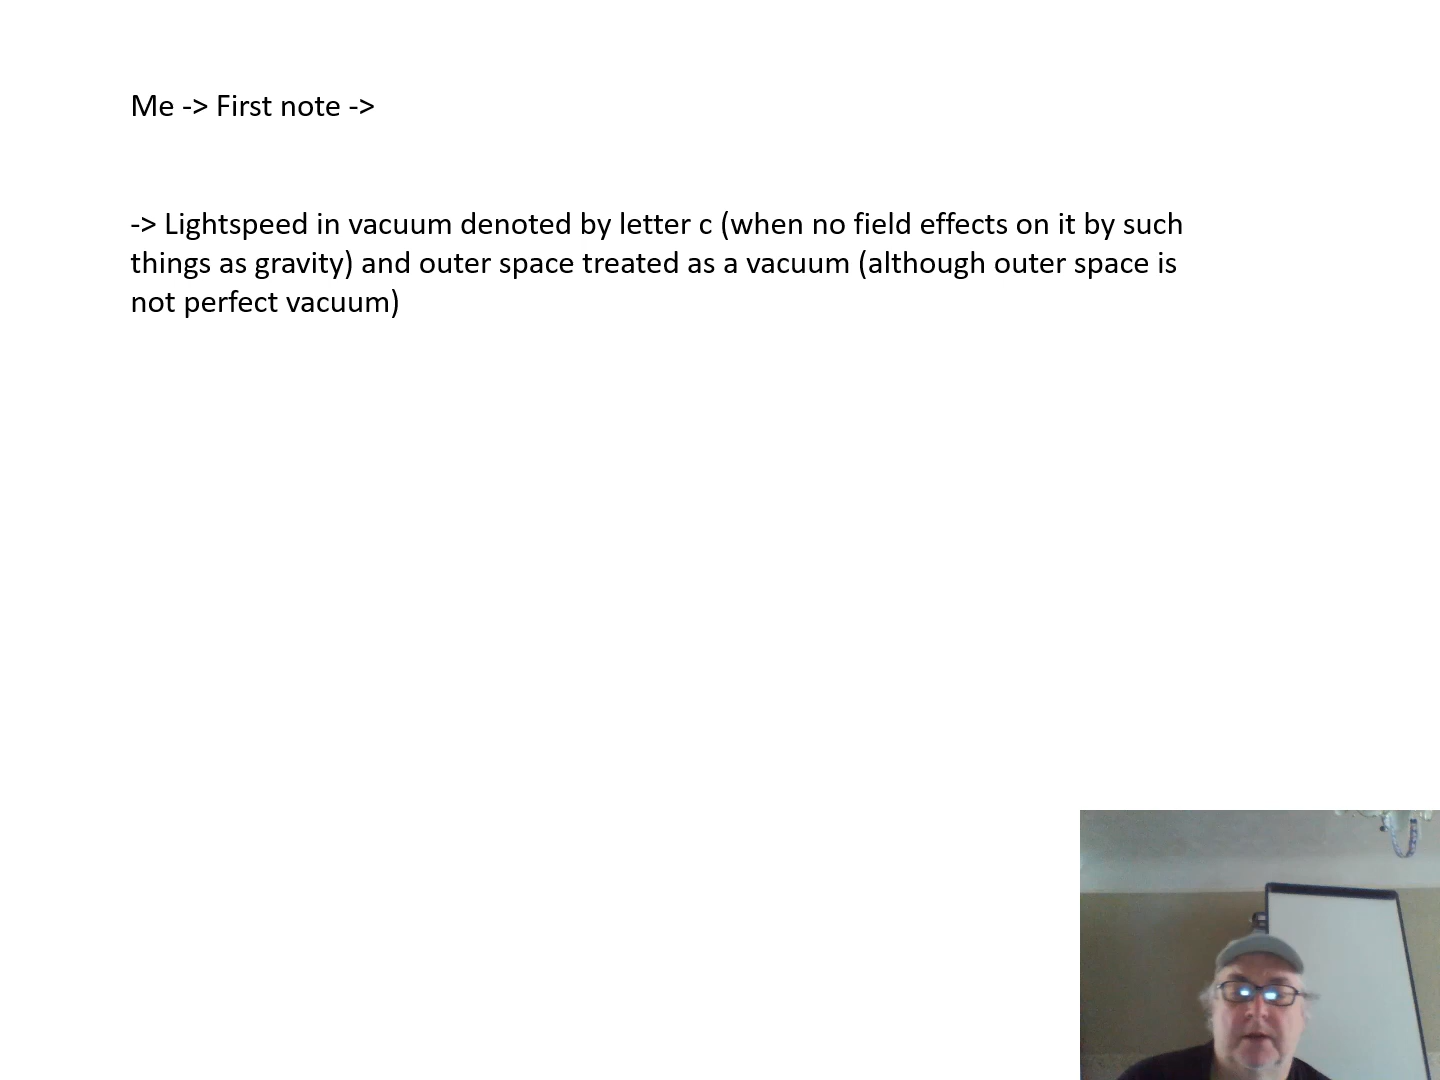 Me -> First note ->
-> Lightspeed in vacuum denoted by letter c (when no field effects on it by such
things as gravity) and outer space treated as a vacuum (although outer space is
not perfect vacuum)